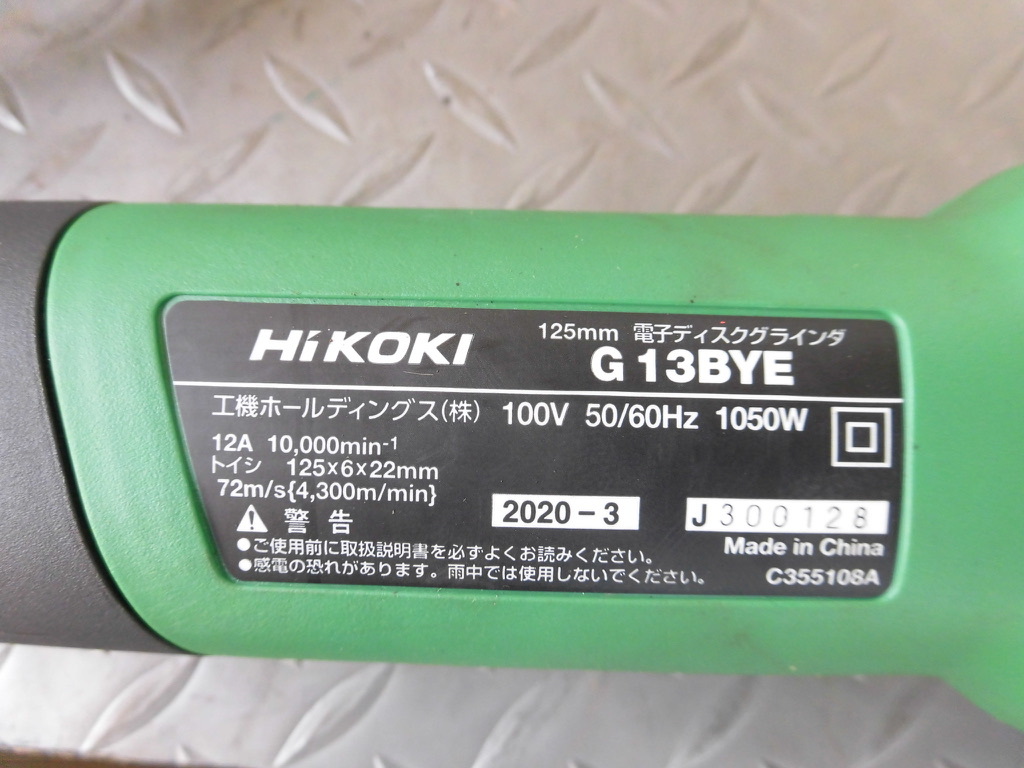 HiKOKI
125mm 電子ディスクグラインダ
G 13BYE
工機ホールディングス(株) 100V 50/60Hz 1050W
12A 10,000min-1
トイシ 125×6×22mm
72m/s{4,300m/min}
警告
2020-3 J300128
●ご使用前に取扱説明書を必ずよくお読みください。
Made in China
●感電の恐れがあります。雨中では使用しないでください。
C355108A